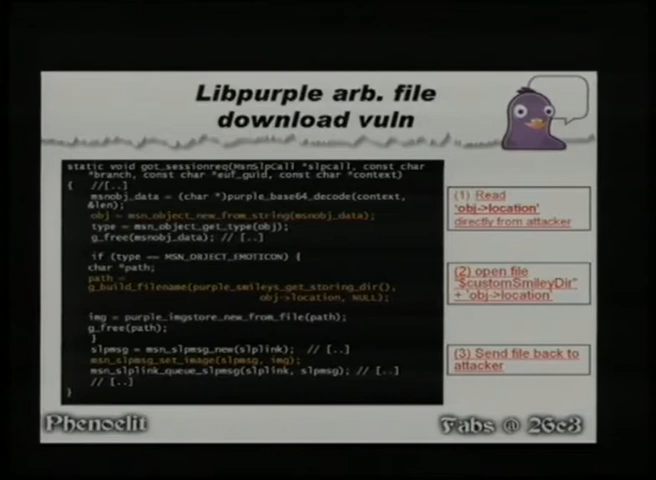 Libpurple arb. file
download vuln
static void got_sessionreq(MsnSlpCall *slpcall, const char
*branch, const char *euf_guid, const char *context)
{ //[..]
msnobj_data = (char *)purple_base64_decode(context,
&len);
obj = msn_object_new_from_string(msnobj_data);
type = msn_object_get_type(obj);
g_free(msnobj_data); // [..]
if (type == MSN_OBJECT_EMOTICON) {
char *path;
path =
g_build_filename(purple_smileys_get_storing_dir(),
obj->location, NULL);
img = purple_imgstore_new_from_file(path);
g_free(path);
}
slpmsg = msn_slpmsg_new(slplink); // [..]
msn_slpmsg_set_image(slpmsg, img);
msn_slplink_queue_slpmsg(slplink, slpmsg); // [..]
// [..]
}
(1) Read
'obj->location'
directly from attacker
(2) open file
"$customSmileyDir"
+ 'obj->location'
(3) Send file back to
attacker
Phenoelit
Fabs @ 26c3